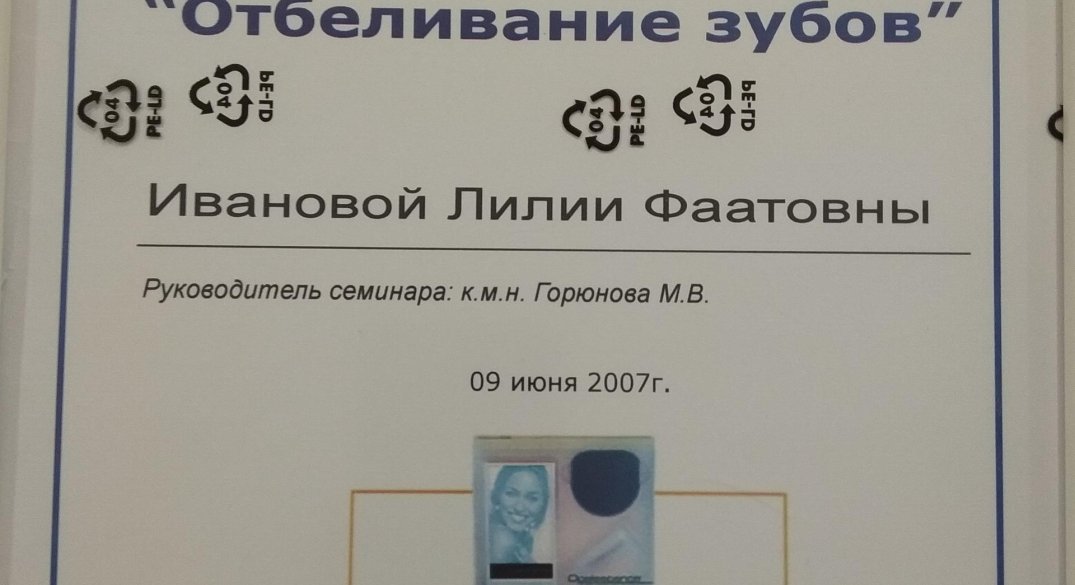 “Отбеливание зубов”
04 PE-LD 04 PE-LD 04 PE-LD 04 PE-LD
Ивановой Лилии Фаатовны
Руководитель семинара: к.м.н. Горюнова М.В.
09 июня 2007г.